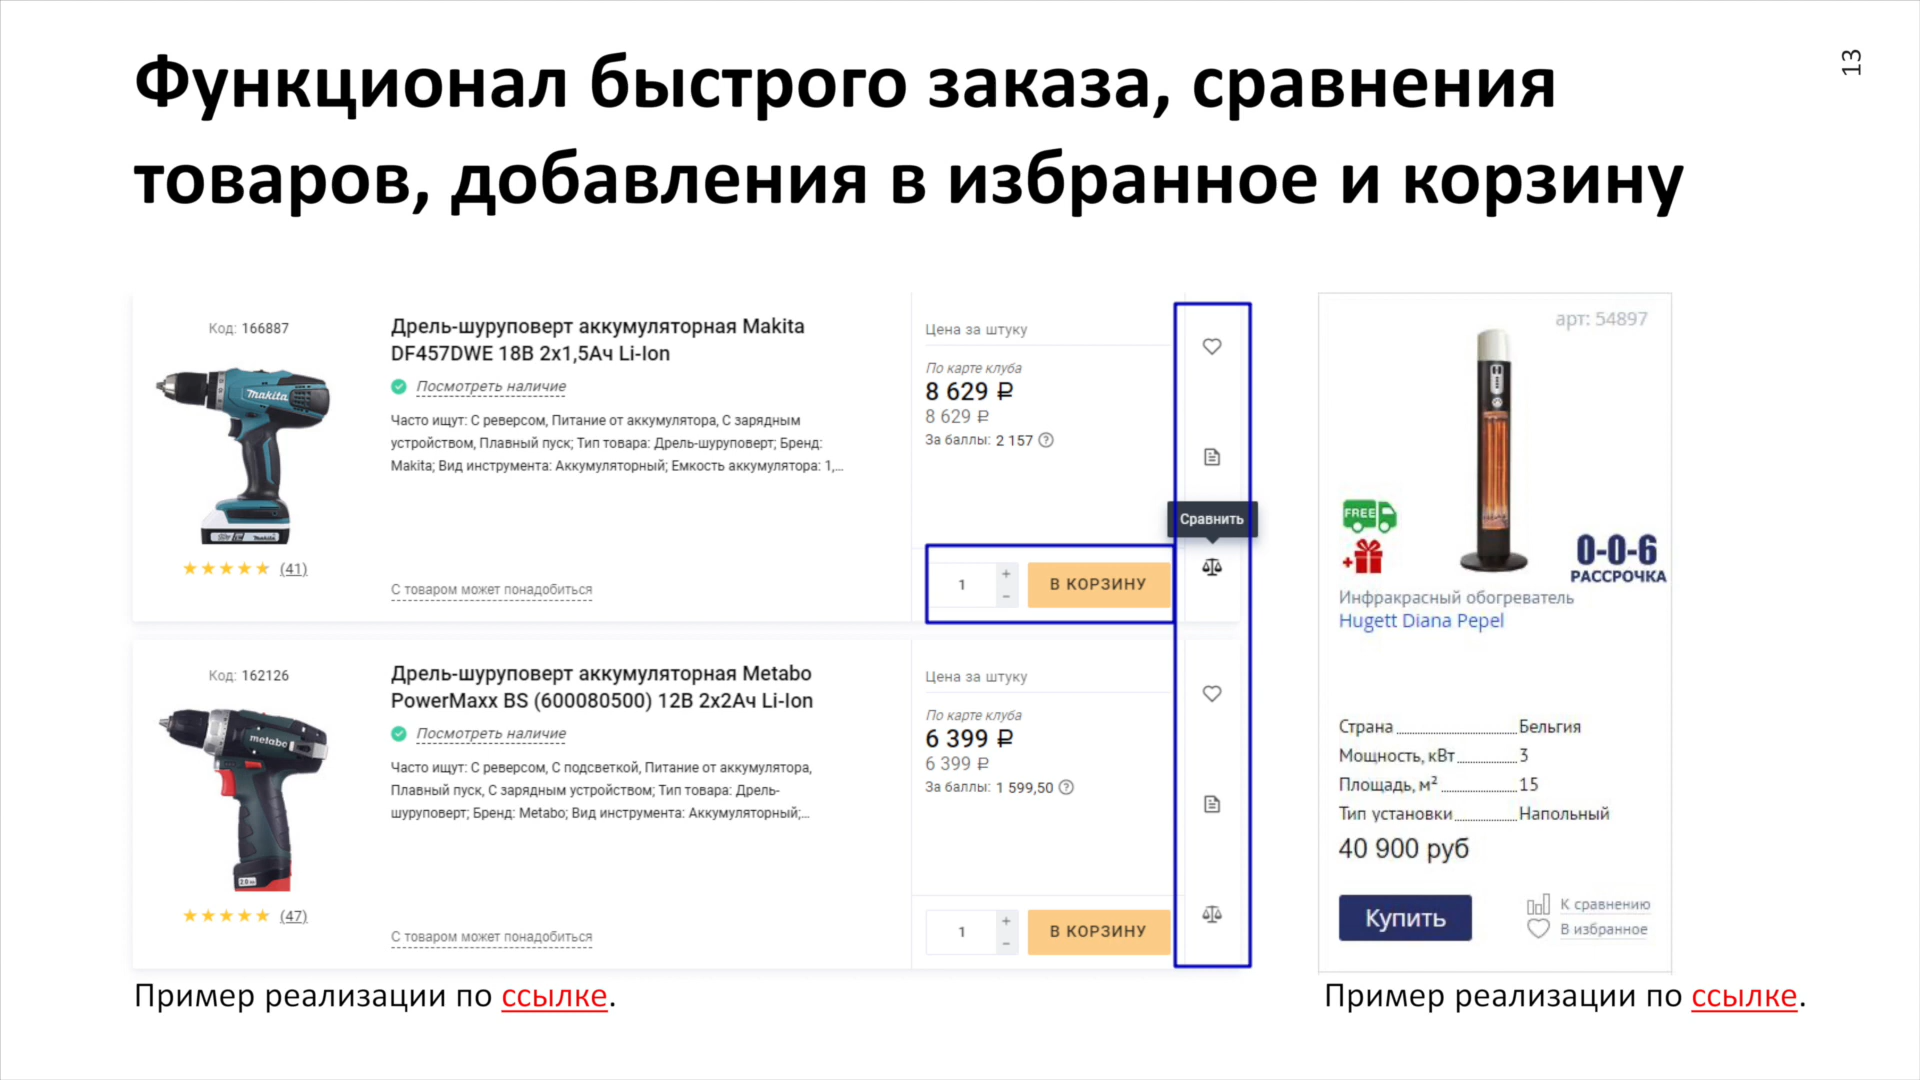 13
Функционал быстрого заказа, сравнения
товаров, добавления в избранное и корзину
Код: 166887
makita
makita
(41)
Дрель-шуруповерт аккумуляторная Makita
DF457DWE 18В 2x1,5Ач Li-Ion
Посмотреть наличие
Часто ищут: С реверсом, Питание от аккумулятора, С зарядным
устройством, Плавный пуск; Тип товара: Дрель-шуруповерт; Бренд:
Makita; Вид инструмента: Аккумуляторный; Емкость аккумулятора: 1,...
С товаром может понадобиться
Цена за штуку
По карте клуба
8 629 ₽
8 629 ₽
За баллы: 2 157 ?
Сравнить
1 + −
В КОРЗИНУ
Код: 162126
metabo
2.0
(47)
Дрель-шуруповерт аккумуляторная Metabo
PowerMaxx BS (600080500) 12В 2x2Ач Li-Ion
Посмотреть наличие
Часто ищут: С реверсом, С подсветкой, Питание от аккумулятора,
Плавный пуск, С зарядным устройством; Тип товара: Дрель-
шуруповерт; Бренд: Metabo; Вид инструмента: Аккумуляторный;...
С товаром может понадобиться
Цена за штуку
По карте клуба
6 399 ₽
6 399 ₽
За баллы: 1 599,50 ?
1 + −
В КОРЗИНУ
Пример реализации по ссылке.
арт: 54897
FREE
0-0-6
РАССРОЧКА
Инфракрасный обогреватель
Hugett Diana Pepel
Страна Бельгия
Мощность, кВт 3
Площадь, м² 15
Тип установки Напольный
40 900 руб
Купить
К сравнению
В избранное
Пример реализации по ссылке.